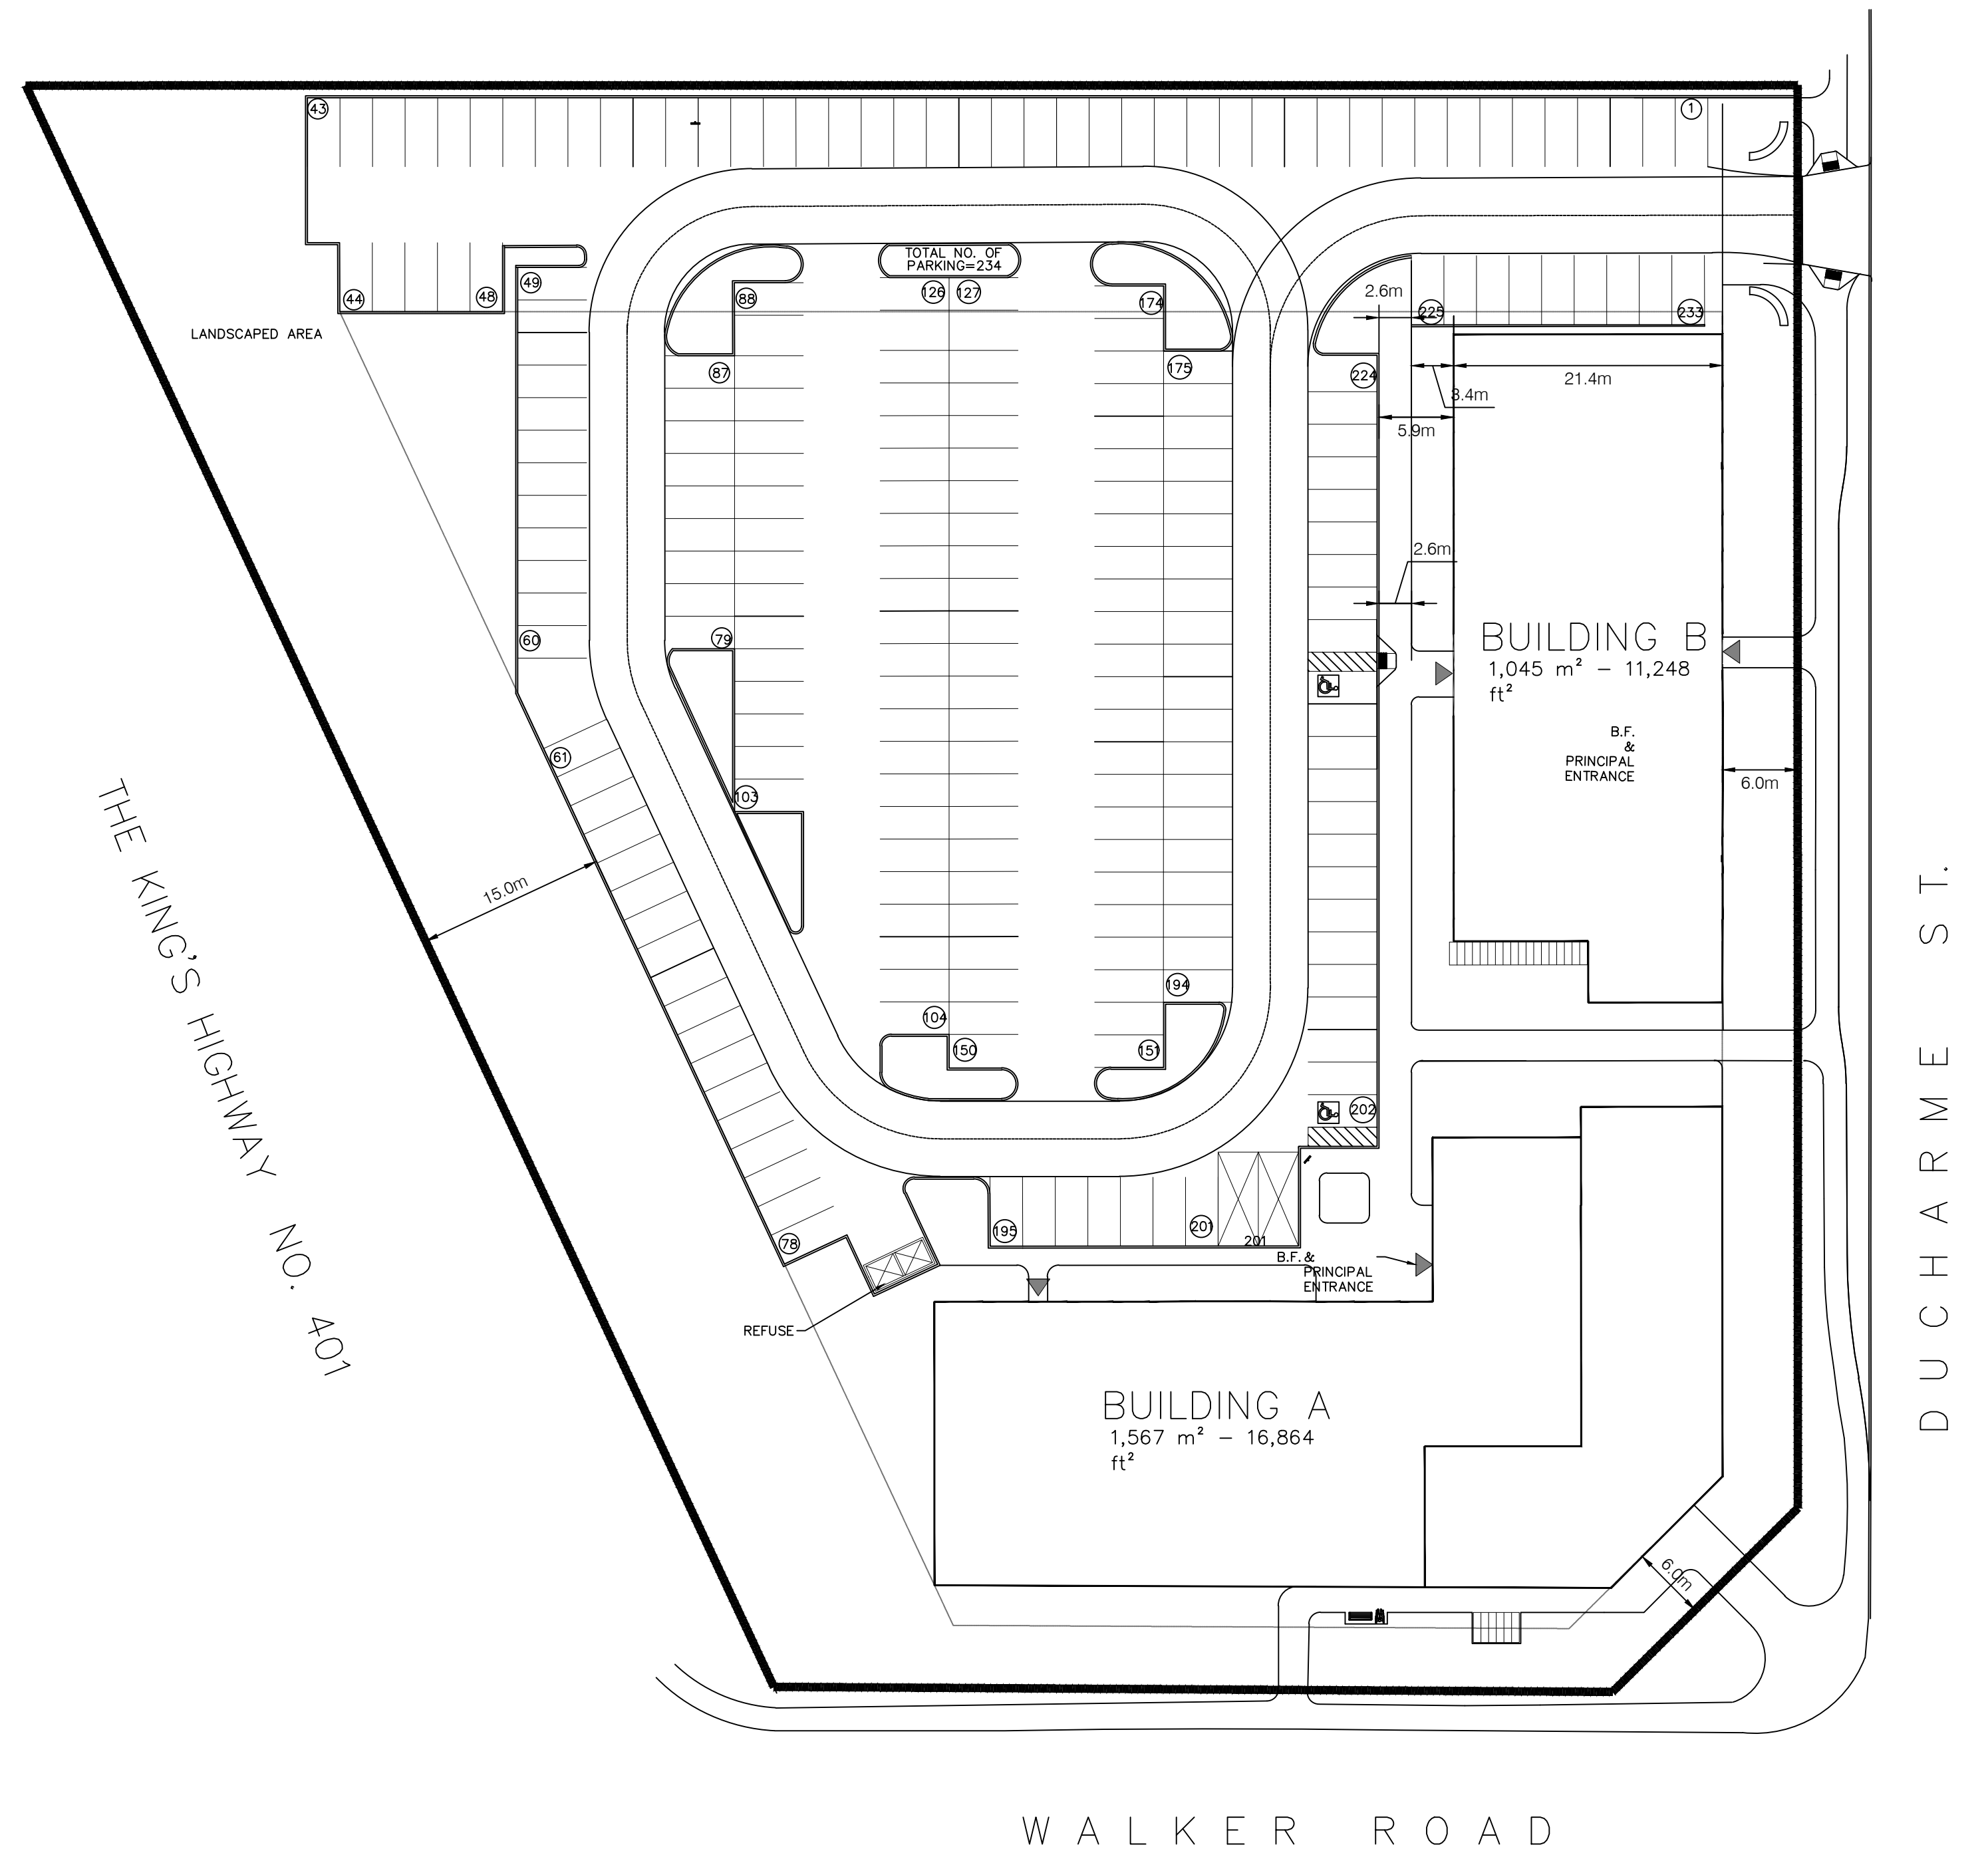 43
1
TOTAL NO. OF
PARKING=234
44
48
49
88
126
127
174
225
233
2.6m
LANDSCAPED AREA
87
175
224
21.4m
3.4m
5.9m
2.6m
60
79
BUILDING B
1,045 m² – 11,248
ft²
B.F.
&
PRINCIPAL
ENTRANCE
6.0m
61
103
15.0m
THE KING'S HIGHWAY NO. 401
DUCHARME ST.
194
104
150
151
202
78
195
201
201
B.F. &
PRINCIPAL
ENTRANCE
REFUSE
BUILDING A
1,567 m² – 16,864
ft²
6.0m
WALKER ROAD